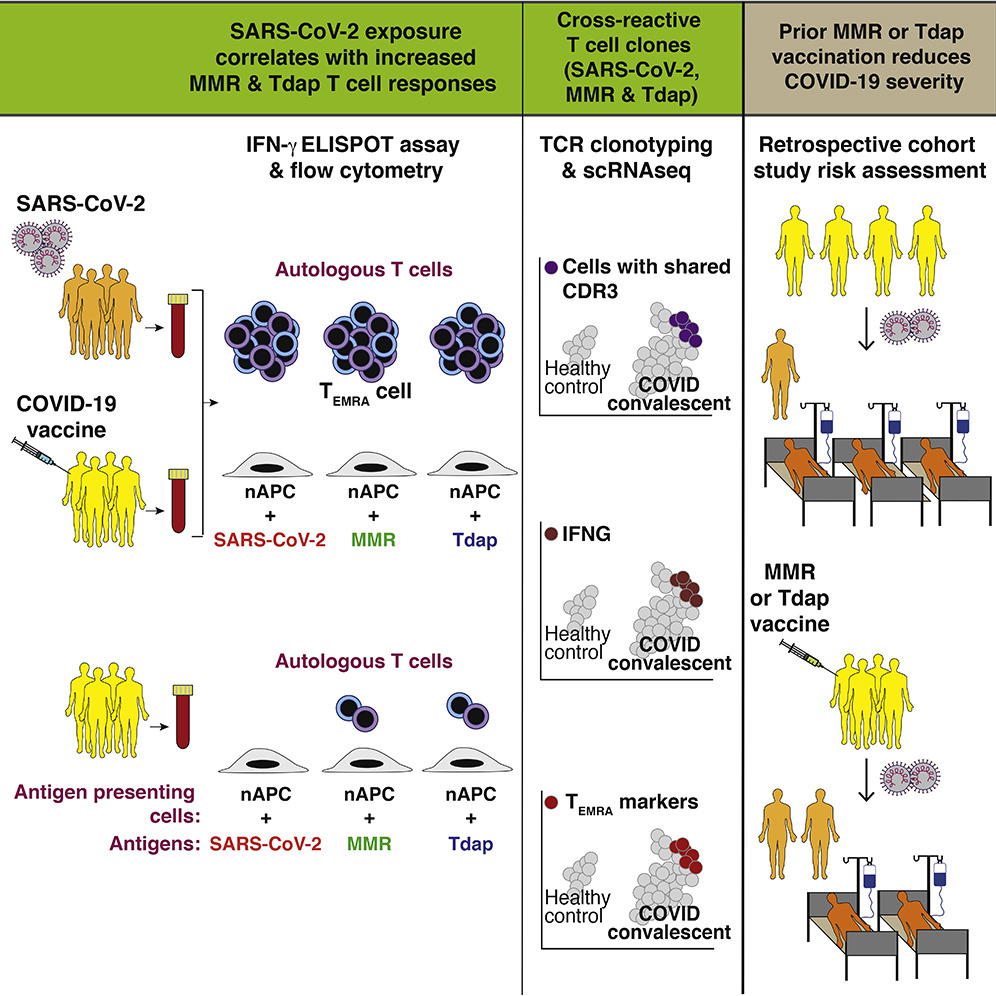 SARS-CoV-2 exposure
correlates with increased
MMR & Tdap T cell responses
Cross-reactive
T cell clones
(SARS-CoV-2,
MMR & Tdap)
Prior MMR or Tdap
vaccination reduces
COVID-19 severity
IFN-γ ELISPOT assay
& flow cytometry
SARS-CoV-2
Autologous T cells
TEMRA cell
COVID-19
vaccine
nAPC nAPC nAPC
+ + +
SARS-CoV-2 MMR Tdap
Autologous T cells
Antigen presenting
cells:
nAPC nAPC nAPC
+ + +
Antigens: SARS-CoV-2 MMR Tdap
TCR clonotyping
& scRNAseq
Cells with shared
CDR3
Healthy
control
COVID
convalescent
IFNG
Healthy
control
COVID
convalescent
TEMRA markers
Healthy
control
COVID
convalescent
Retrospective cohort
study risk assessment
MMR
or Tdap
vaccine